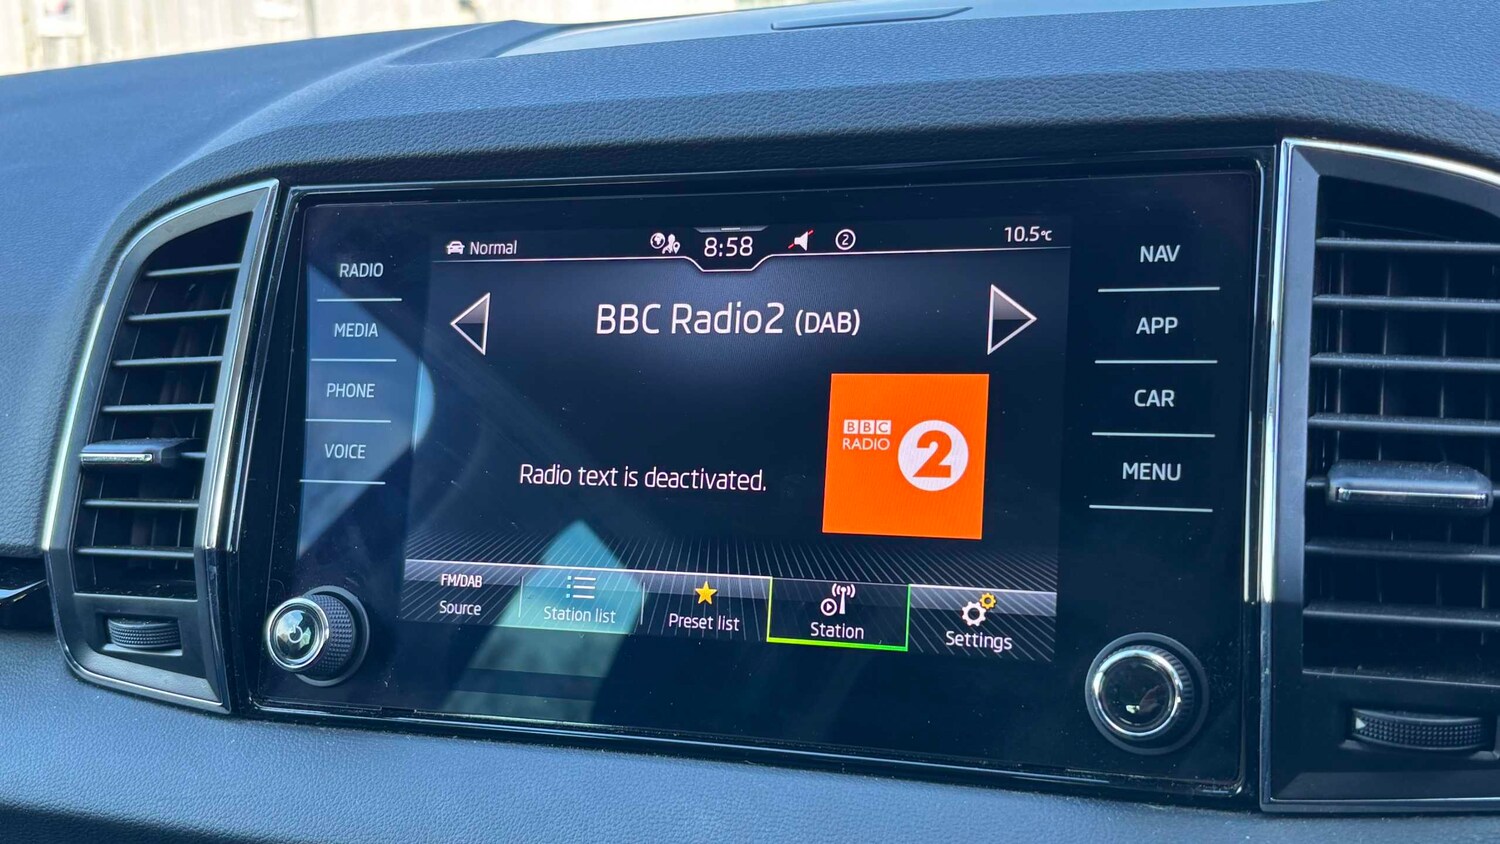 Normal
8:58
2
10.5°C
RADIO
MEDIA
PHONE
VOICE
BBC Radio2 (DAB)
BBC
RADIO
2
Radio text is deactivated.
FM/DAB
Source
Station list
Preset list
Station
Settings
NAV
APP
CAR
MENU